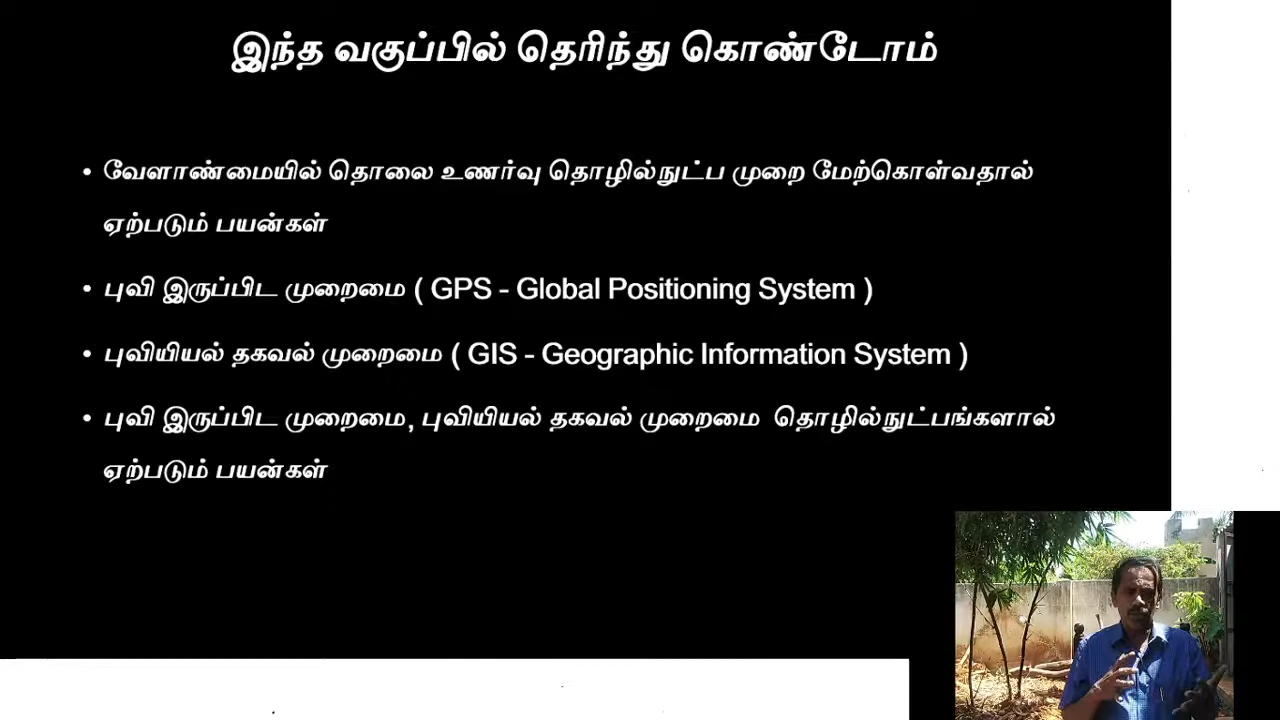 இந்த வகுப்பில் தெரிந்து கொண்டோம்
• வேளாண்மையில் தொலை உணர்வு தொழில்நுட்ப முறை மேற்கொள்வதால்
ஏற்படும் பயன்கள்
• புவி இருப்பிட முறைமை ( GPS - Global Positioning System )
• புவியியல் தகவல் முறைமை ( GIS - Geographic Information System )
• புவி இருப்பிட முறைமை, புவியியல் தகவல் முறைமை தொழில்நுட்பங்களால்
ஏற்படும் பயன்கள்